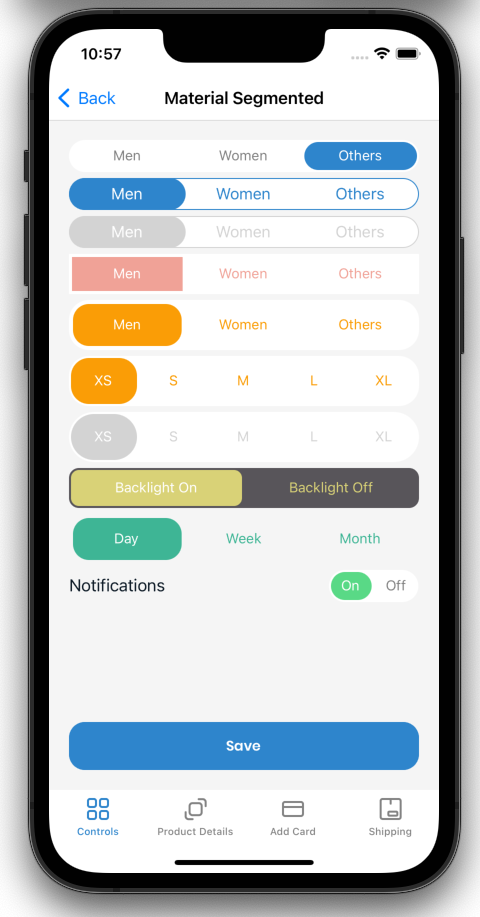 10:57
Back Material Segmented
Men Women Others
Men Women Others
Men Women Others
Men Women Others
Men Women Others
XS S M L XL
XS S M L XL
Backlight On Backlight Off
Day Week Month
Notifications On Off
Save
Controls Product Details Add Card Shipping